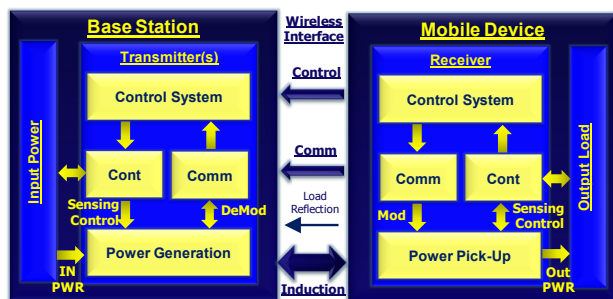 Base Station
Transmitter(s)
Input Power
Control System
Cont
Comm
Sensing
Control
DeMod
Power Generation
IN
PWR
Wireless
Interface
Control
Comm
Load
Reflection
Induction
Mobile Device
Receiver
Control System
Comm
Cont
Mod
Sensing
Control
Power Pick-Up
Out
PWR
Output Load